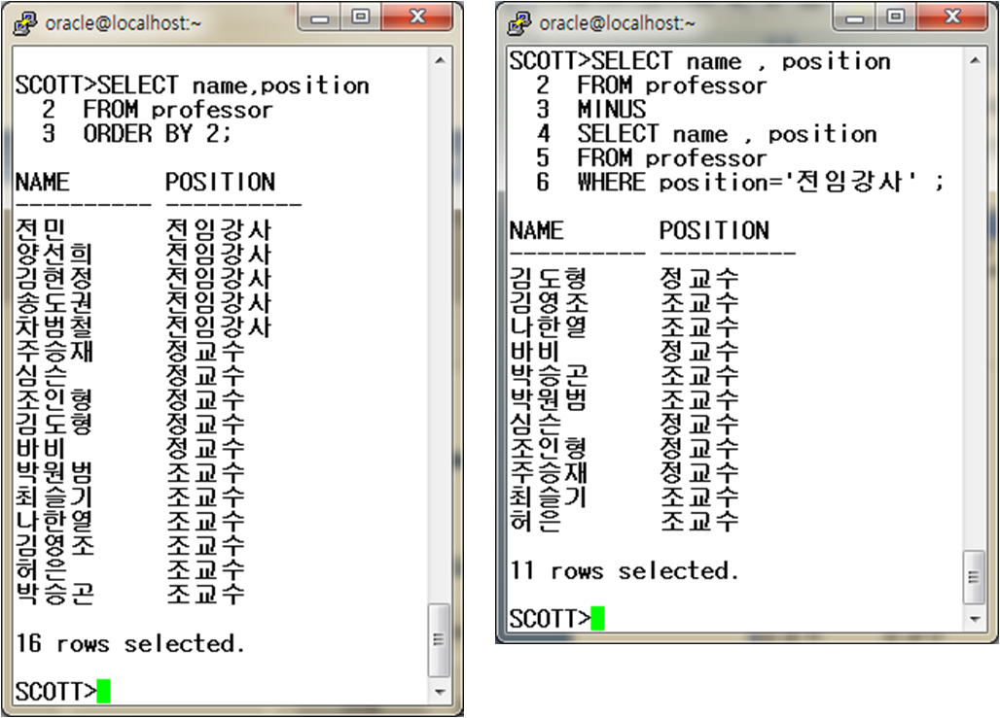 oracle@localhost:~
SCOTT>SELECT name,position
2 FROM professor
3 ORDER BY 2;
NAME POSITION
---------- ----------
전민 전임강사
양선희 전임강사
김현정 전임강사
송도권 전임강사
차범철 전임강사
주승재 정교수
심슨 정교수
조인형 정교수
김도형 정교수
바비 정교수
박원범 조교수
최슬기 조교수
나한열 조교수
김영조 조교수
허은 조교수
박승곤 조교수
16 rows selected.
SCOTT>
oracle@localhost:~
SCOTT>SELECT name , position
2 FROM professor
3 MINUS
4 SELECT name , position
5 FROM professor
6 WHERE position='전임강사' ;
NAME POSITION
---------- ----------
김도형 정교수
김영조 조교수
나한열 조교수
바비 정교수
박승곤 조교수
박원범 조교수
심슨 정교수
조인형 정교수
주승재 정교수
최슬기 조교수
허은 조교수
11 rows selected.
SCOTT>